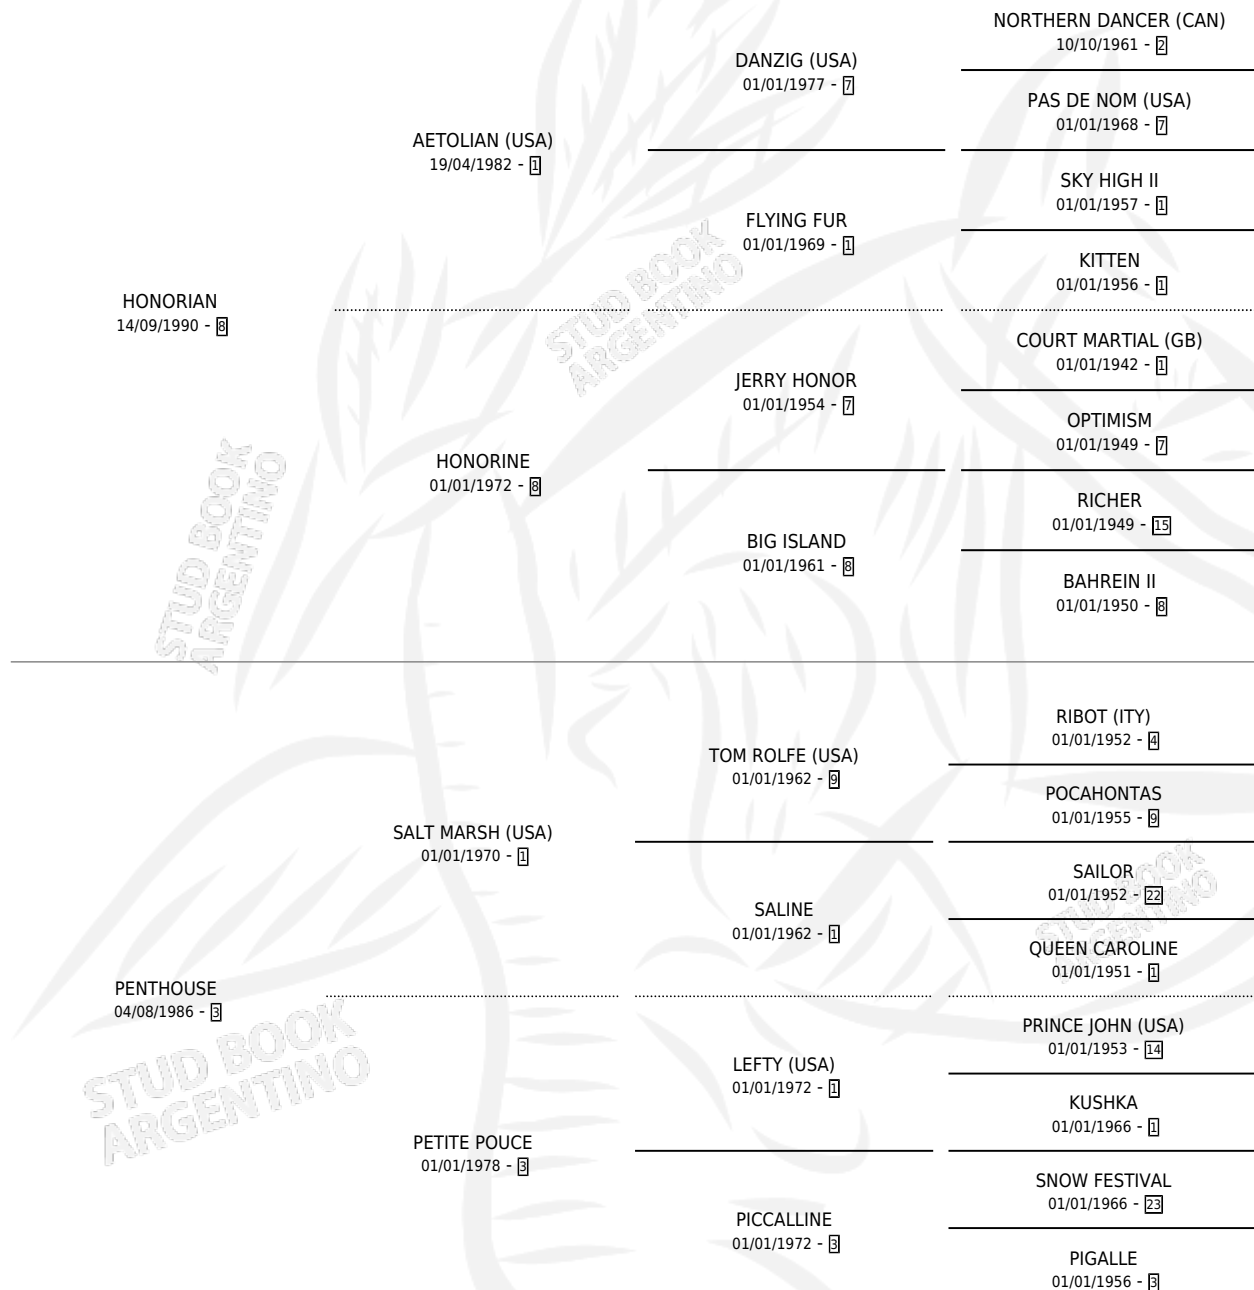 NORTHERN DANCER (CAN)
10/10/1961 - 2
DANZIG (USA)
01/01/1977 - 7
PAS DE NOM (USA)
01/01/1968 - 7
AETOLIAN (USA)
19/04/1982 - 1
SKY HIGH II
01/01/1957 - 1
FLYING FUR
01/01/1969 - 1
KITTEN
01/01/1956 - 1
HONORIAN
14/09/1990 - 8
COURT MARTIAL (GB)
01/01/1942 - 1
JERRY HONOR
01/01/1954 - 7
OPTIMISM
01/01/1949 - 7
HONORINE
01/01/1972 - 8
RICHER
01/01/1949 - 15
BIG ISLAND
01/01/1961 - 8
BAHREIN II
01/01/1950 - 8
RIBOT (ITY)
01/01/1952 - 4
TOM ROLFE (USA)
01/01/1962 - 9
POCAHONTAS
01/01/1955 - 9
SALT MARSH (USA)
01/01/1970 - 1
SAILOR
01/01/1952 - 22
SALINE
01/01/1962 - 1
QUEEN CAROLINE
01/01/1951 - 1
PENTHOUSE
04/08/1986 - 3
PRINCE JOHN (USA)
01/01/1953 - 14
LEFTY (USA)
01/01/1972 - 1
KUSHKA
01/01/1966 - 1
PETITE POUCE
01/01/1978 - 3
SNOW FESTIVAL
01/01/1966 - 23
PICCALLINE
01/01/1972 - 3
PIGALLE
01/01/1956 - 3
STUD BOOK
ARGENTINO
STUD BOOK
ARGENTINO
STUD BOOK
ARGENTINO
STUD BOOK
ARGENTINO